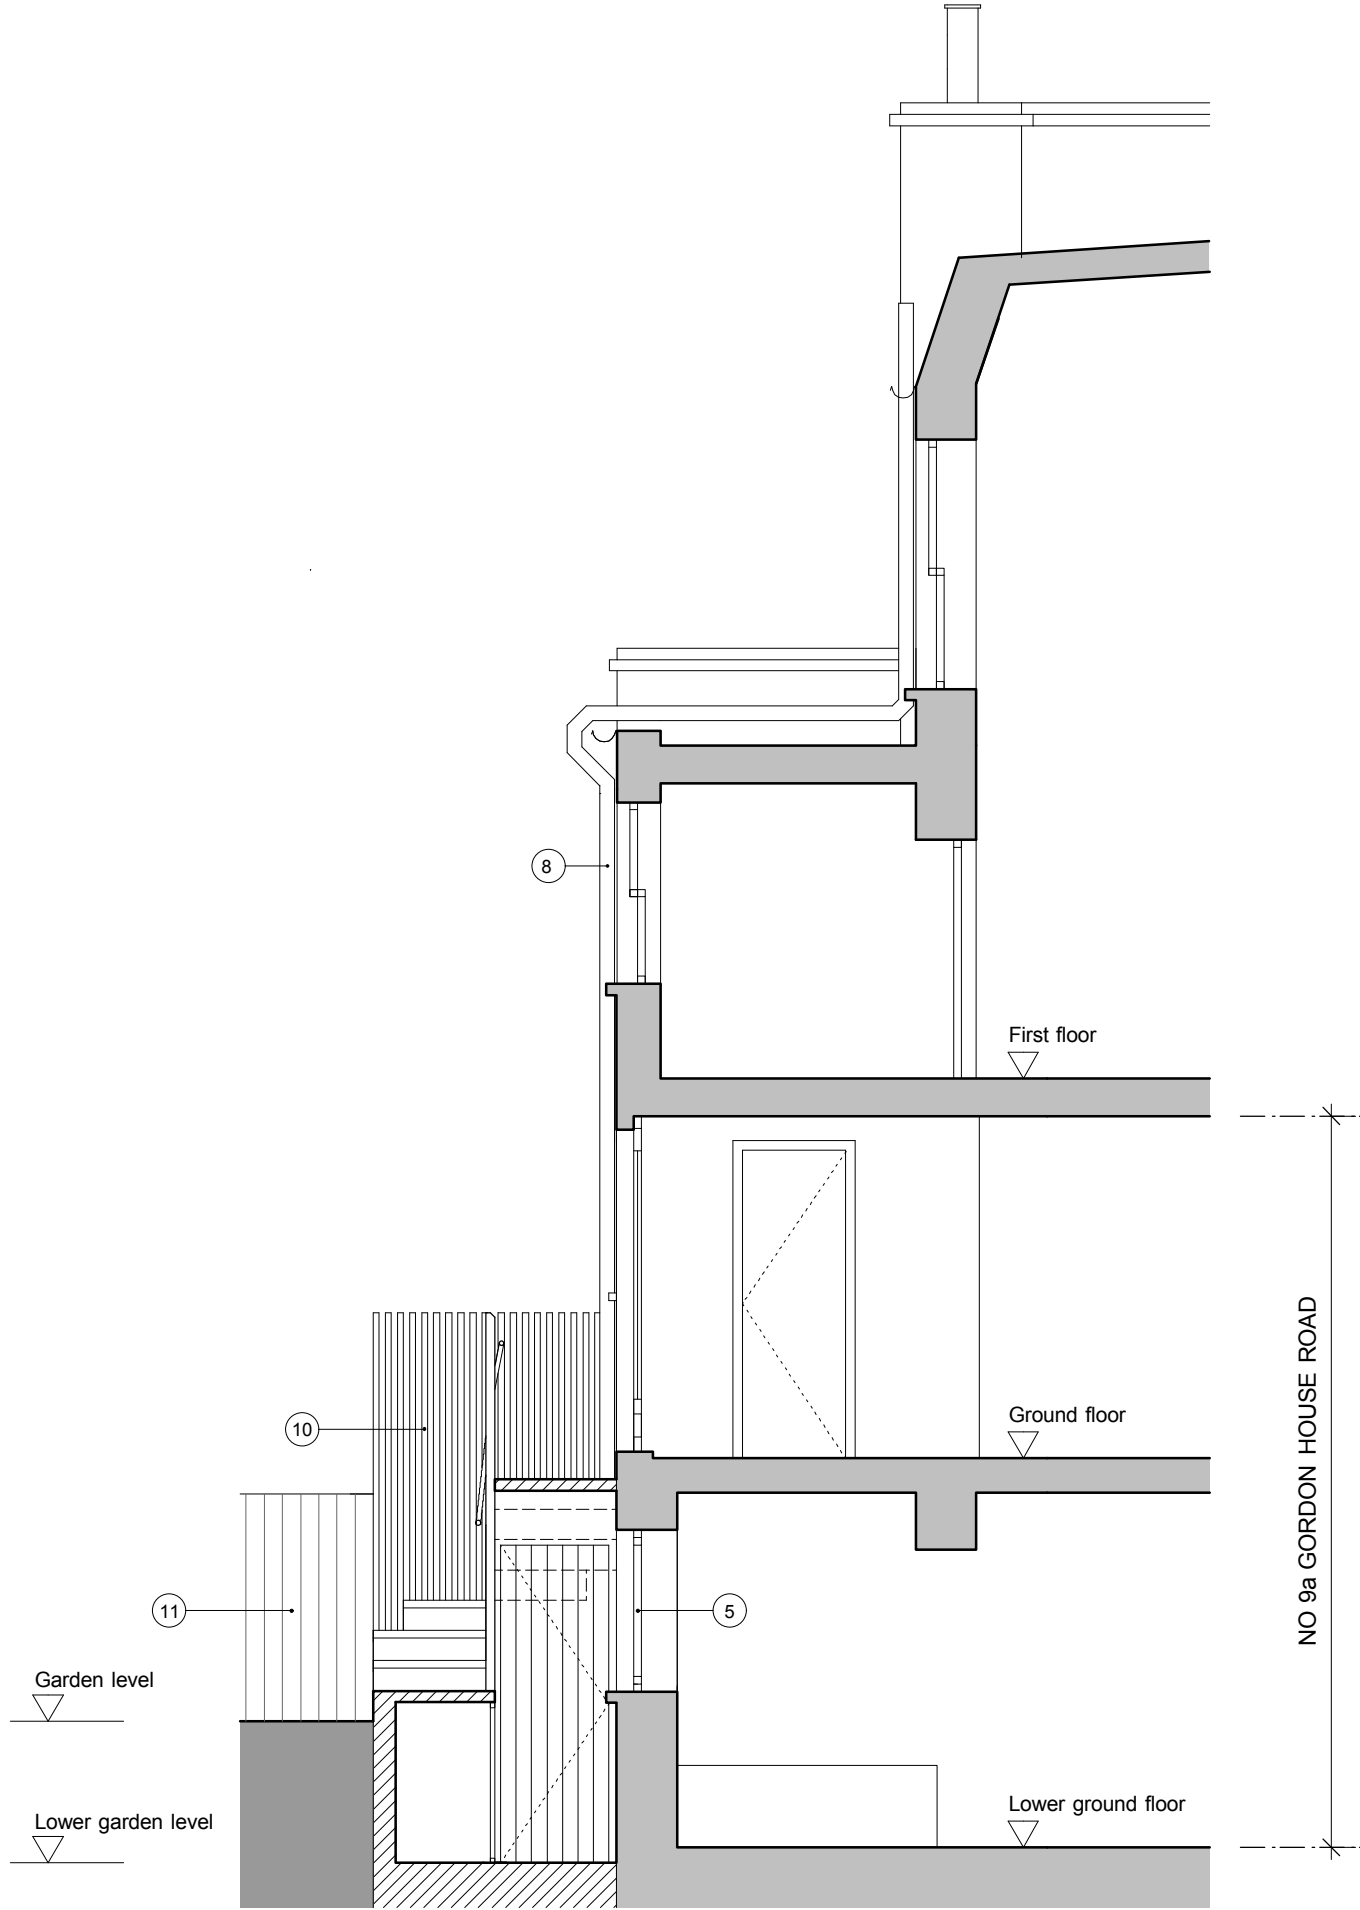 8
First floor
Ground floor
10
11
5
Garden level
Lower garden level
Lower ground floor
NO 9a GORDON HOUSE ROAD